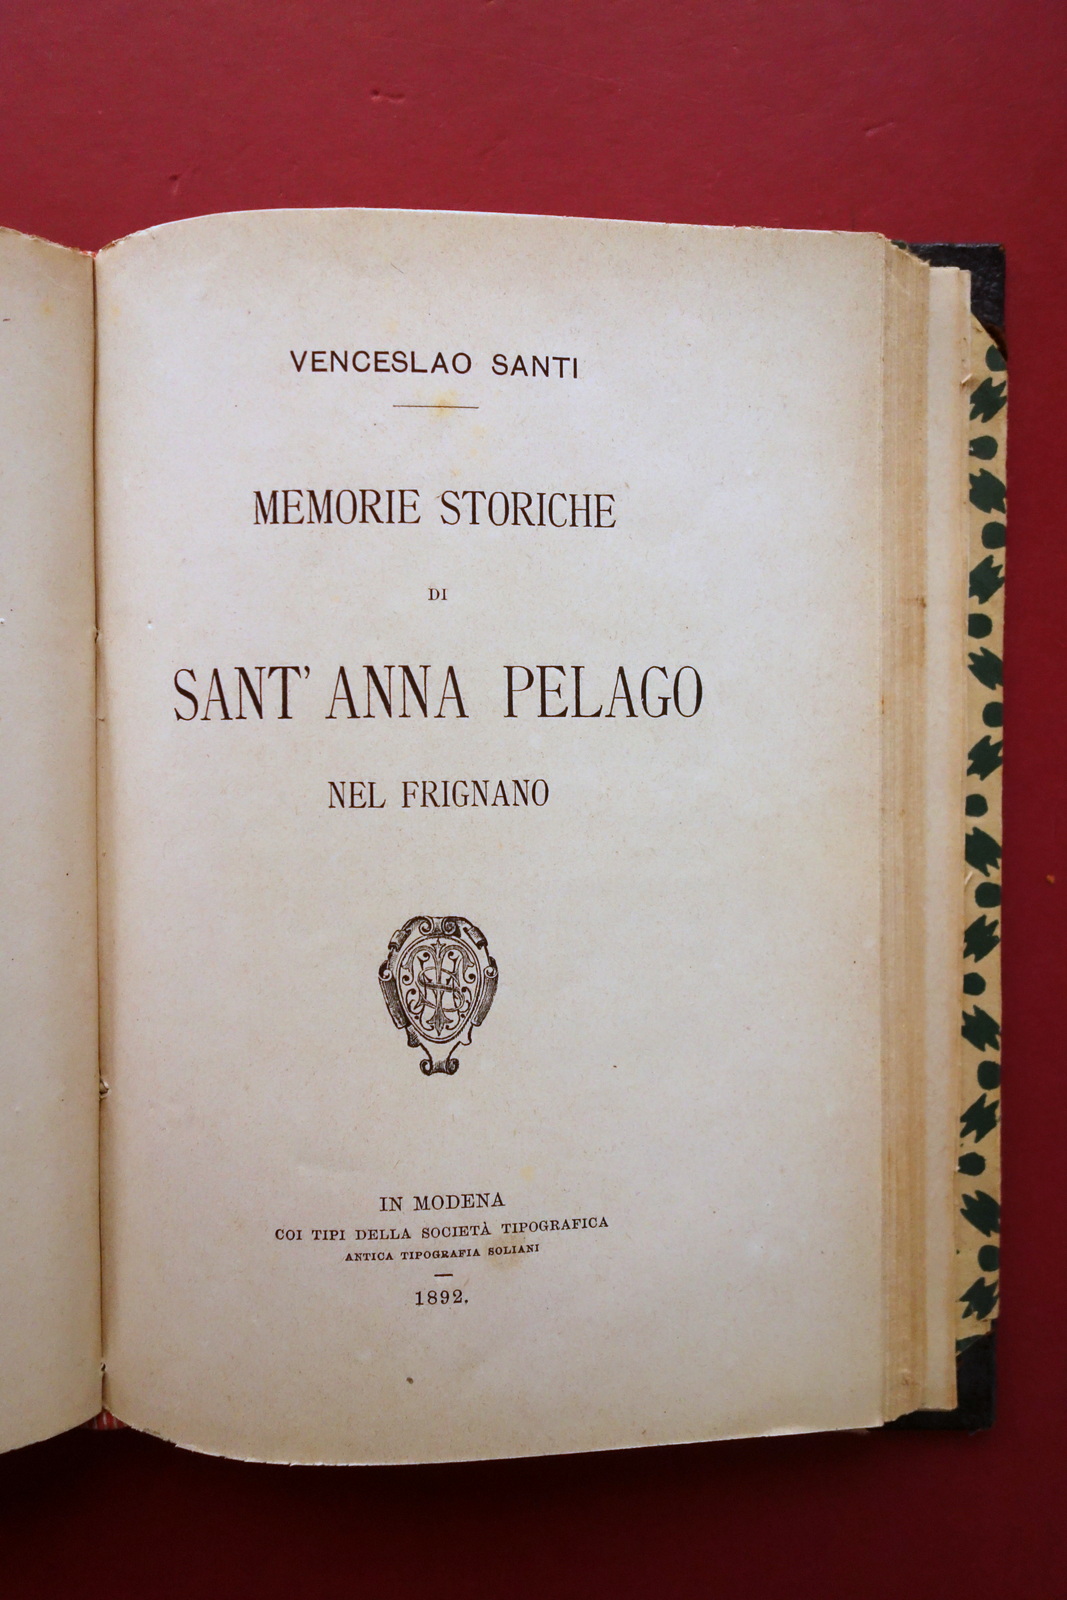 VENCESLAO SANTI
MEMORIE STORICHE
DI
SANT' ANNA PELAGO
NEL FRIGNANO
IN MODENA
COI TIPI DELLA SOCIETÀ TIPOGRAFICA
ANTICA TIPOGRAFIA SOLIANI
1892.